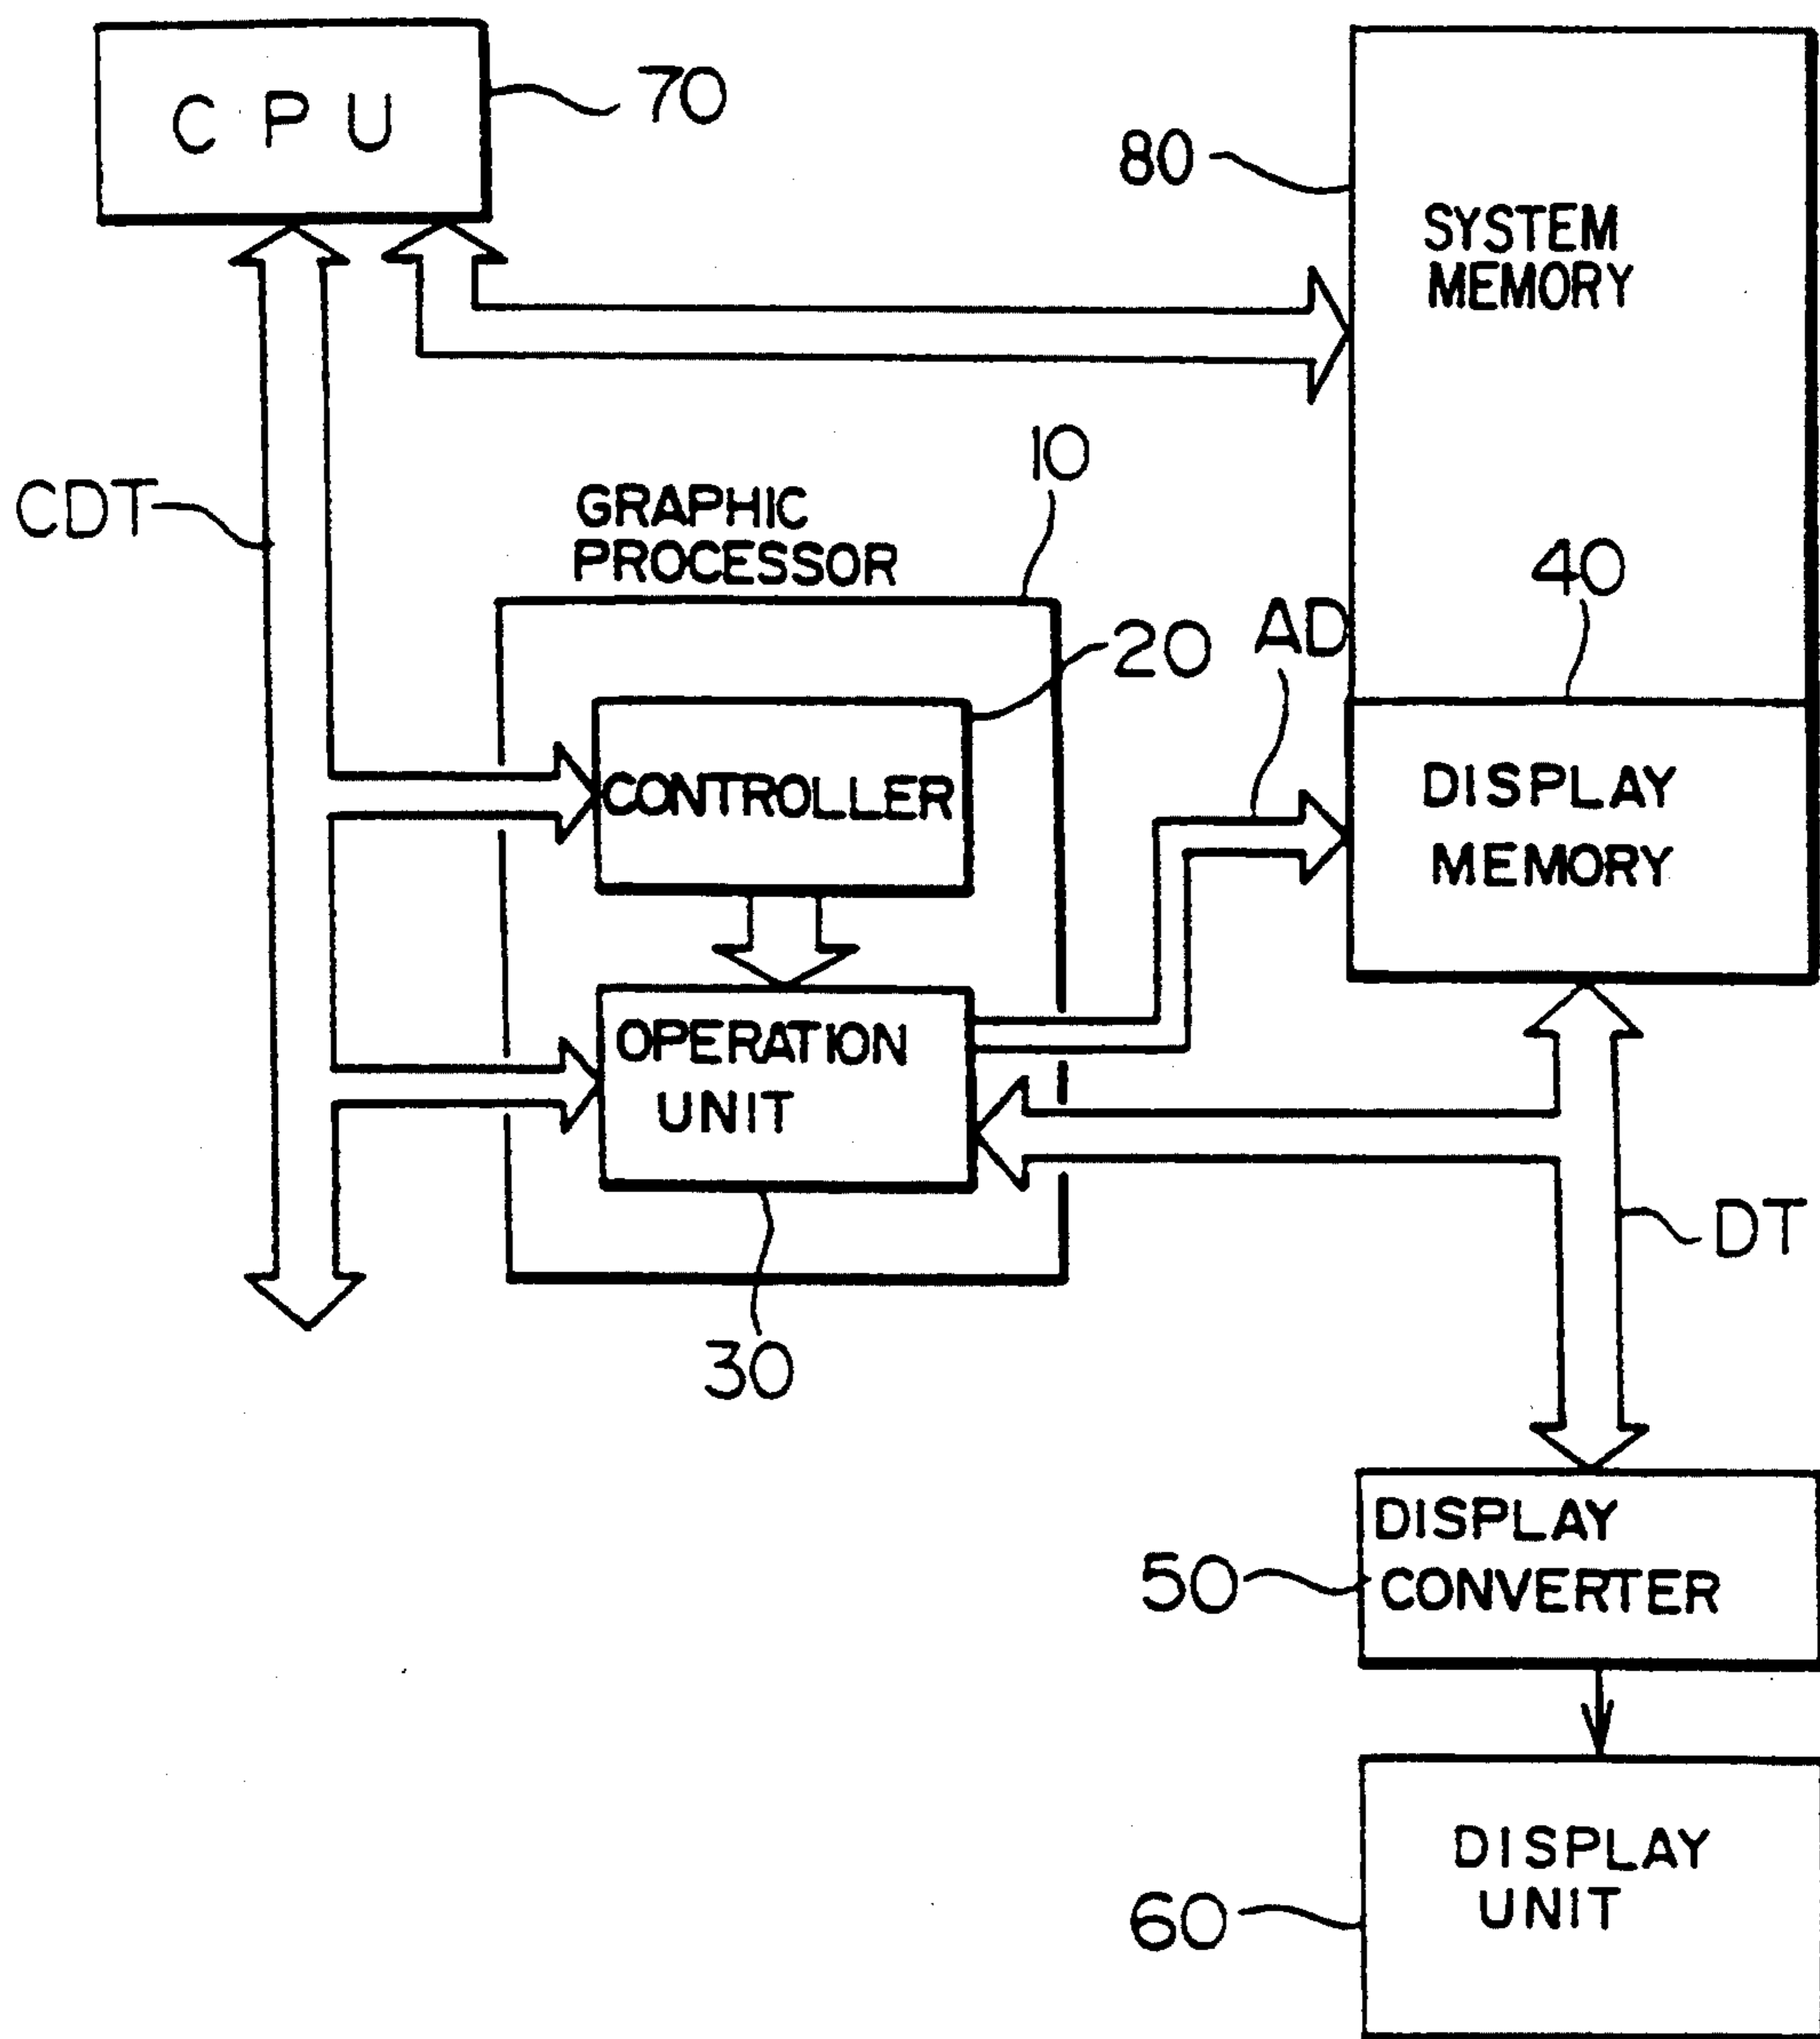 C P U
70
80
SYSTEM
MEMORY
CDT
10
GRAPHIC
PROCESSOR
40
20
AD
CONTROLLER
DISPLAY
MEMORY
OPERATION
UNIT
DT
30
DISPLAY
CONVERTER
50
DISPLAY
UNIT
60